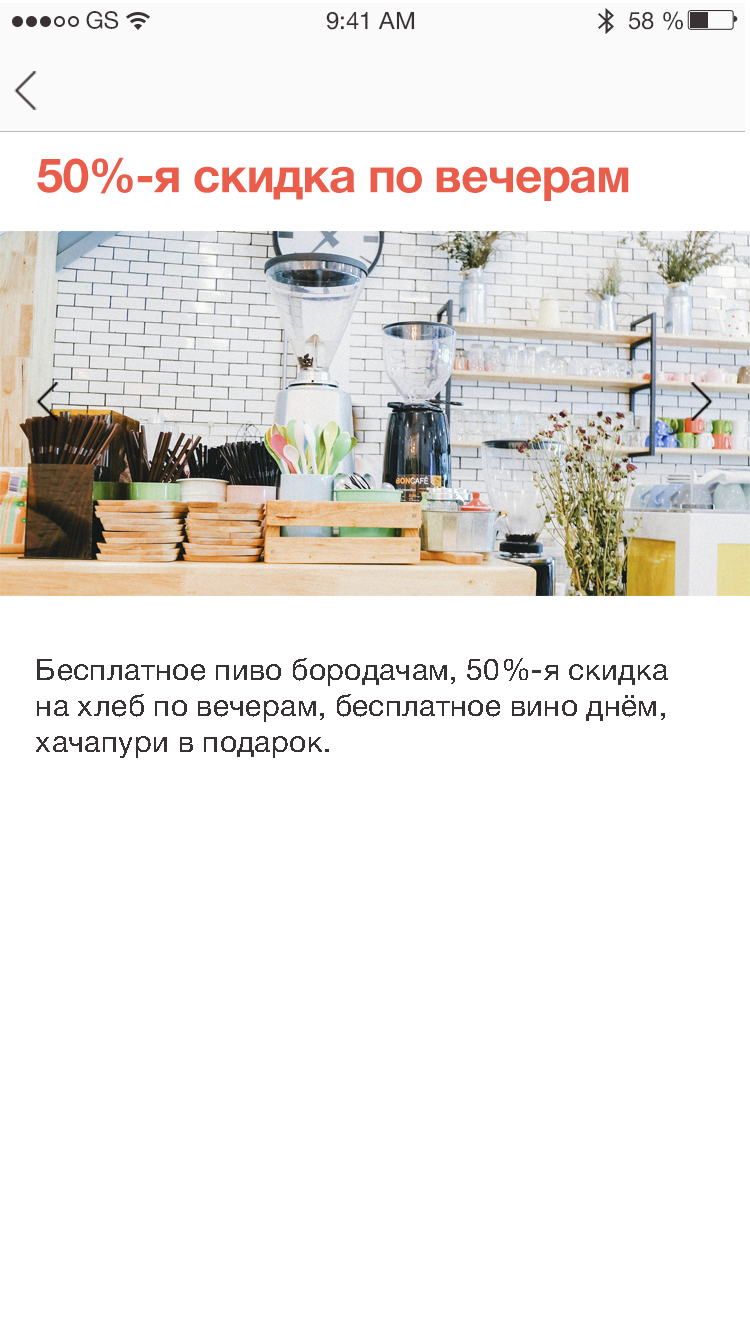 GS 9:41 AM 58 %
50%-я скидка по вечерам
BONCAFÉ
Бесплатное пиво бородачам, 50%-я скидка
на хлеб по вечерам, бесплатное вино днём,
хачапури в подарок.